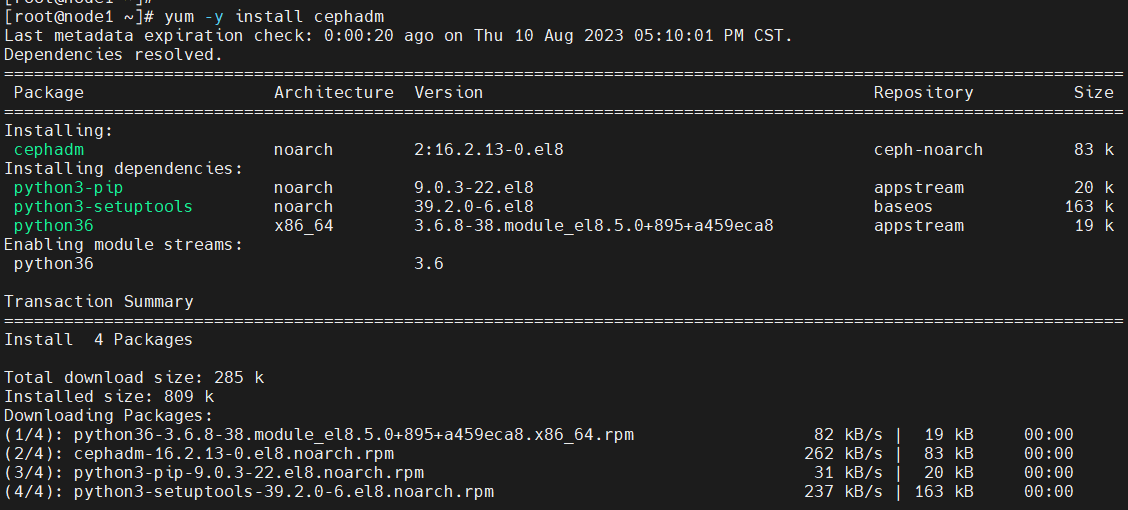 [root@node1 ~]#
[root@node1 ~]# yum -y install cephadm
Last metadata expiration check: 0:00:20 ago on Thu 10 Aug 2023 05:10:01 PM CST.
Dependencies resolved.
================================================================================================================
 Package                  Architecture  Version                                       Repository          Size
================================================================================================================
Installing:
 cephadm                  noarch        2:16.2.13-0.el8                               ceph-noarch         83 k
Installing dependencies:
 python3-pip              noarch        9.0.3-22.el8                                  appstream           20 k
 python3-setuptools       noarch        39.2.0-6.el8                                  baseos             163 k
 python36                 x86_64        3.6.8-38.module_el8.5.0+895+a459eca8          appstream           19 k
Enabling module streams:
 python36                               3.6

Transaction Summary
================================================================================================================
Install  4 Packages

Total download size: 285 k
Installed size: 809 k
Downloading Packages:
(1/4): python36-3.6.8-38.module_el8.5.0+895+a459eca8.x86_64.rpm                  82 kB/s |  19 kB     00:00
(2/4): cephadm-16.2.13-0.el8.noarch.rpm                                         262 kB/s |  83 kB     00:00
(3/4): python3-pip-9.0.3-22.el8.noarch.rpm                                       31 kB/s |  20 kB     00:00
(4/4): python3-setuptools-39.2.0-6.el8.noarch.rpm                               237 kB/s | 163 kB     00:00